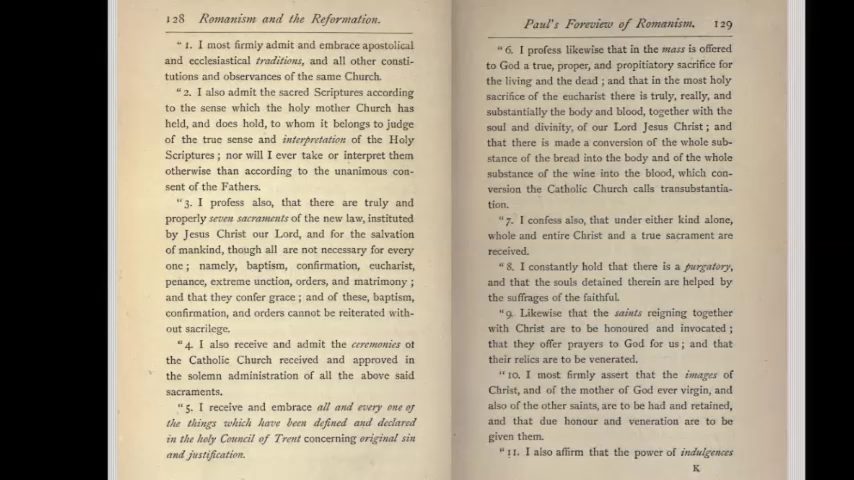 128 Romanism and the Reformation.
"1. I most firmly admit and embrace apostolical
and ecclesiastical traditions, and all other consti-
tutions and observances of the same Church.
"2. I also admit the sacred Scriptures according
to the sense which the holy mother Church has
held, and does hold, to whom it belongs to judge
of the true sense and interpretation of the Holy
Scriptures ; nor will I ever take or interpret them
otherwise than according to the unanimous con-
sent of the Fathers.
"3. I profess also, that there are truly and
properly seven sacraments of the new law, instituted
by Jesus Christ our Lord, and for the salvation
of mankind, though all are not necessary for every
one ; namely, baptism, confirmation, eucharist,
penance, extreme unction, orders, and matrimony ;
and that they confer grace ; and of these, baptism,
confirmation, and orders cannot be reiterated with-
out sacrilege.
"4. I also receive and admit the ceremonies of
the Catholic Church received and approved in
the solemn administration of all the above said
sacraments.
"5. I receive and embrace all and every one of
the things which have been defined and declared
in the holy Council of Trent concerning original sin
and justification.
Paul's Foreview of Romanism. 129
"6. I profess likewise that in the mass is offered
to God a true, proper, and propitiatory sacrifice for
the living and the dead ; and that in the most holy
sacrifice of the eucharist there is truly, really, and
substantially the body and blood, together with the
soul and divinity, of our Lord Jesus Christ ; and
that there is made a conversion of the whole sub-
stance of the bread into the body and of the whole
substance of the wine into the blood, which con-
version the Catholic Church calls transubstantia-
tion.
"7. I confess also, that under either kind alone,
whole and entire Christ and a true sacrament are
received.
"8. I constantly hold that there is a purgatory,
and that the souls detained therein are helped by
the suffrages of the faithful.
"9. Likewise that the saints reigning together
with Christ are to be honoured and invocated ;
that they offer prayers to God for us ; and that
their relics are to be venerated.
"10. I most firmly assert that the images of
Christ, and of the mother of God ever virgin, and
also of the other saints, are to be had and retained,
and that due honour and veneration are to be
given them.
"11. I also affirm that the power of indulgences
K